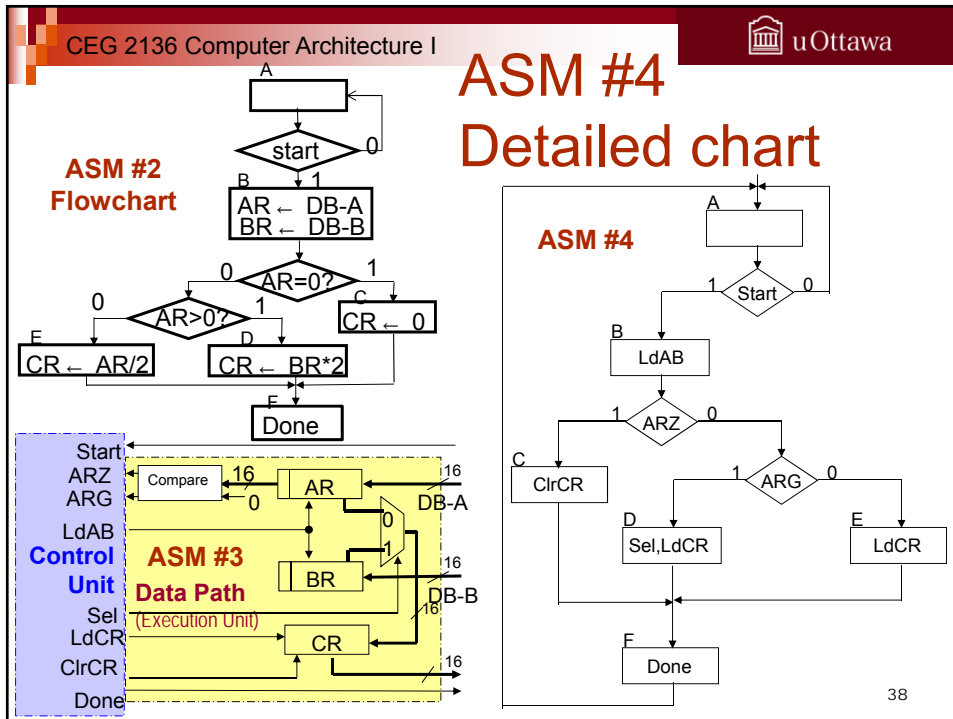 CEG 2136 Computer Architecture I
uOttawa
ASM #4
Detailed chart
A
start
0
1
ASM #2
Flowchart
B
AR ← DB-A
BR ← DB-B
0
AR=0?
1
0
AR>0?
1
C
CR ← 0
E
CR ← AR/2
D
CR ← BR*2
F
Done
Start
ARZ
ARG
LdAB
Control
Unit
Sel
LdCR
ClrCR
Done
Compare
16
0
AR
16
DB-A
0
1
ASM #3
Data Path
(Execution Unit)
BR
16
DB-B
16
CR
16
ASM #4
A
1
Start
0
B
LdAB
1
ARZ
0
C
ClrCR
1
ARG
0
D
Sel,LdCR
E
LdCR
F
Done
38